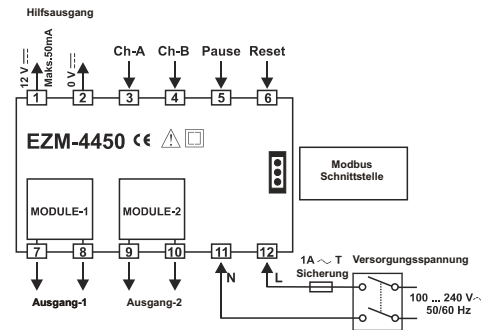 Hilfsausgang
12 V
Maks.50mA
0 V
Ch-A Ch-B Pause Reset
1 2 3 4 5 6
EZM-4450 CE
Modbus
Schnittstelle
MODULE-1 MODULE-2
7 8 9 10 11 12
N L
1A ~ T
Sicherung
Versorgungsspannung
Ausgang-1 Ausgang-2
100 ... 240 V~
50/60 Hz